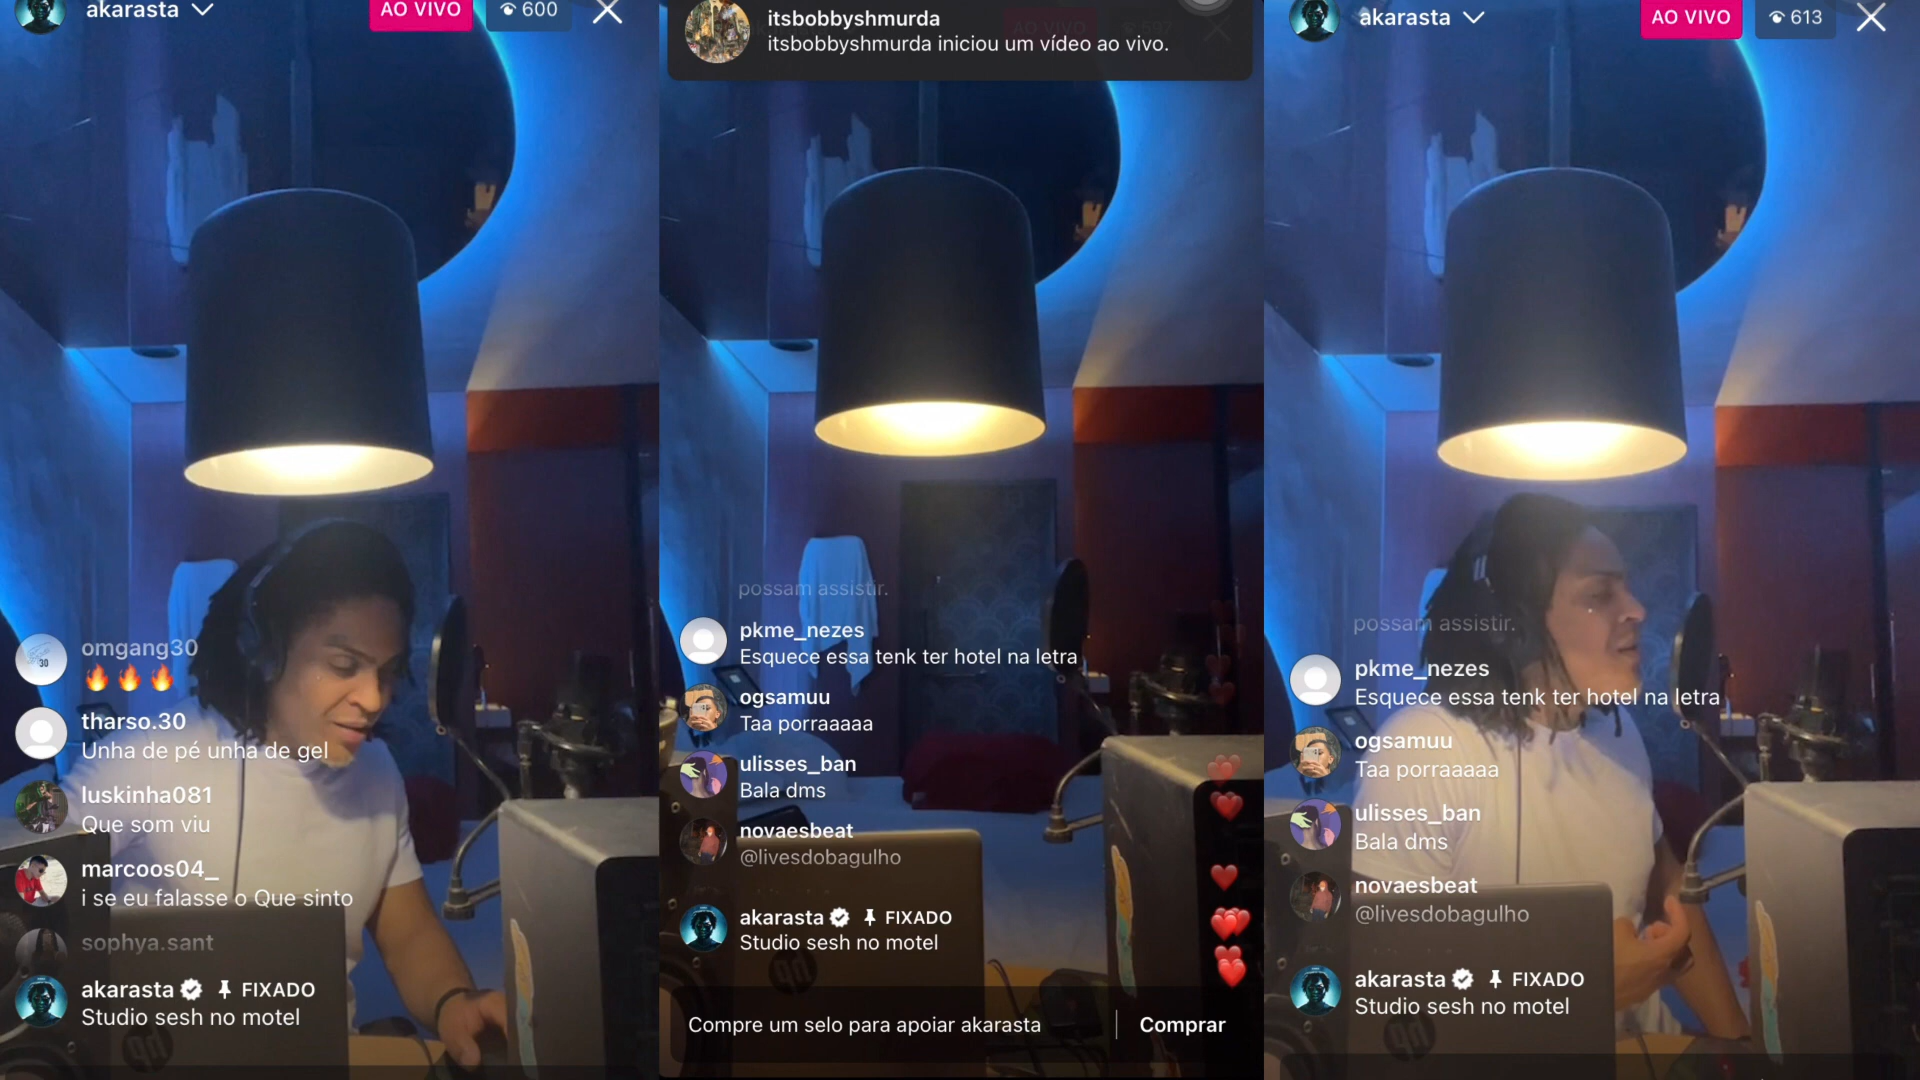 akarasta
AO VIVO
600
omgang30
🔥🔥🔥
tharso.30
Unha de pé unha de gel
luskinha081
Que som viu
marcoos04_
i se eu falasse o Que sinto
sophya.sant
akarasta FIXADO
Studio sesh no motel
itsbobbyshmurda
itsbobbyshmurda iniciou um vídeo ao vivo.
possam assistir.
pkme_nezes
Esquece essa tenk ter hotel na letra
ogsamuu
Taa porraaaaa
ulisses_ban
Bala dms
novaesbeat
@livesdobagulho
akarasta FIXADO
Studio sesh no motel
Compre um selo para apoiar akarasta
Comprar
akarasta
AO VIVO
613
possam assistir.
pkme_nezes
Esquece essa tenk ter hotel na letra
ogsamuu
Taa porraaaaa
ulisses_ban
Bala dms
novaesbeat
@livesdobagulho
akarasta FIXADO
Studio sesh no motel